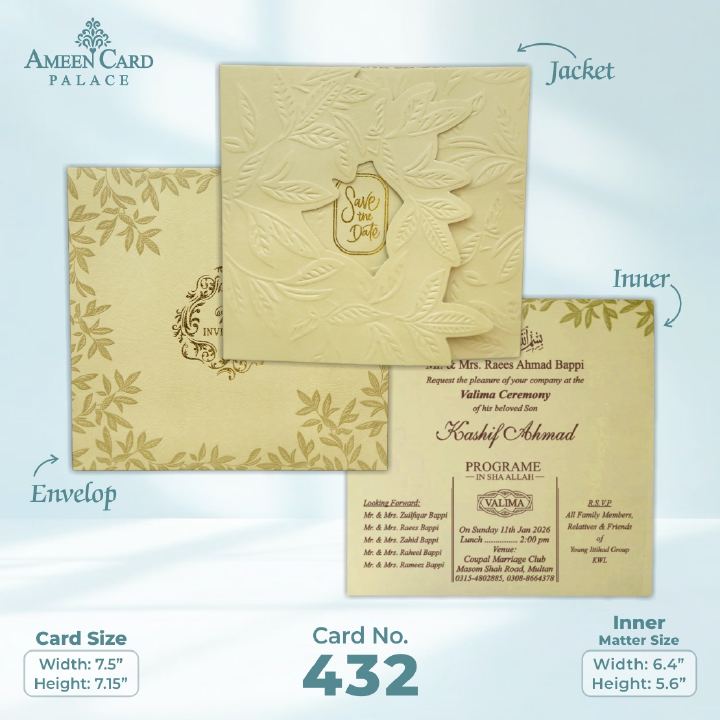 AMEEN CARD
PALACE
Jacket
Save
the
Date
Inner
Envelop
INV
Mr. & Mrs. Raees Ahmad Bappi
Request the pleasure of your company at the
Valima Ceremony
of his beloved Son
Kashif Ahmad
PROGRAME
IN SHA ALLAH
VALIMA
On Sunday 11th Jan 2026
Lunch ............... 2:00 pm
Venue:
Coupal Marriage Club
Masom Shah Road, Multan
0315-4802885, 0308-8664378
Looking Forward:
Mr. & Mrs. Zulfiqar Bappi
Mr. & Mrs. Raees Bappi
Mr. & Mrs. Zahid Bappi
Mr. & Mrs. Raheel Bappi
Mr. & Mrs. Rameez Bappi
R.S.V.P
All Family Members,
Relatives & Friends
of
Young Ittihad Group
KWL
Card Size
Width: 7.5”
Height: 7.15”
Card No.
432
Inner
Matter Size
Width: 6.4”
Height: 5.6”